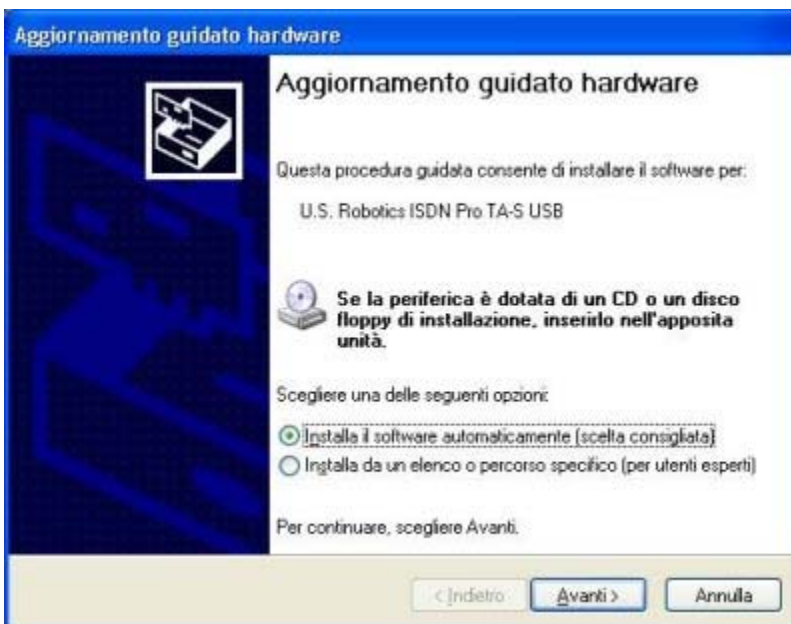 Aggiornamento guidato hardware
Aggiornamento guidato hardware
Questa procedura guidata consente di installare il software per:
U.S. Robotics ISDN Pro TA-S USB
Se la periferica è dotata di un CD o un disco
floppy di installazione, inserirlo nell'apposita
unità.
Scegliere una delle seguenti opzioni:
Installa il software automaticamente (scelta consigliata)
Installa da un elenco o percorso specifico (per utenti esperti)
Per continuare, scegliere Avanti.
< Indietro Avanti > Annulla